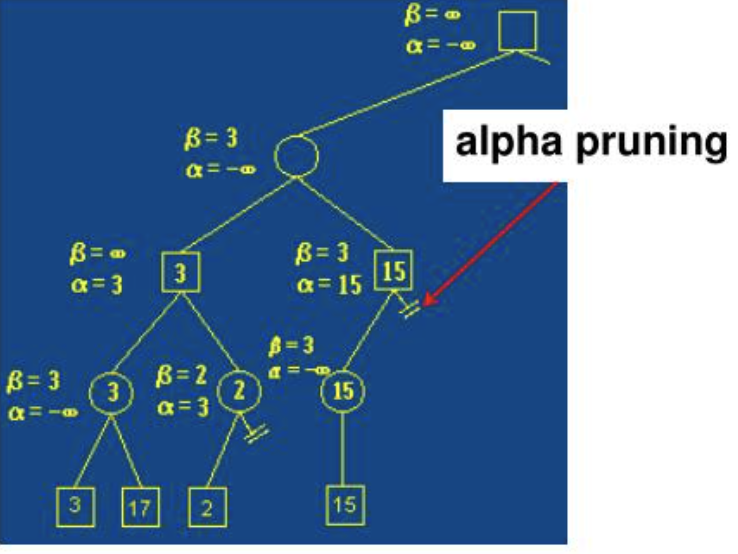 β = ∞
α = −∞
alpha pruning
β = 3
α = −∞
β = ∞
α = 3
3
β = 3
α = 15
15
β = 3
α = −∞
3
β = 2
α = 3
2
β = 3
α = −∞
15
3
17
2
15